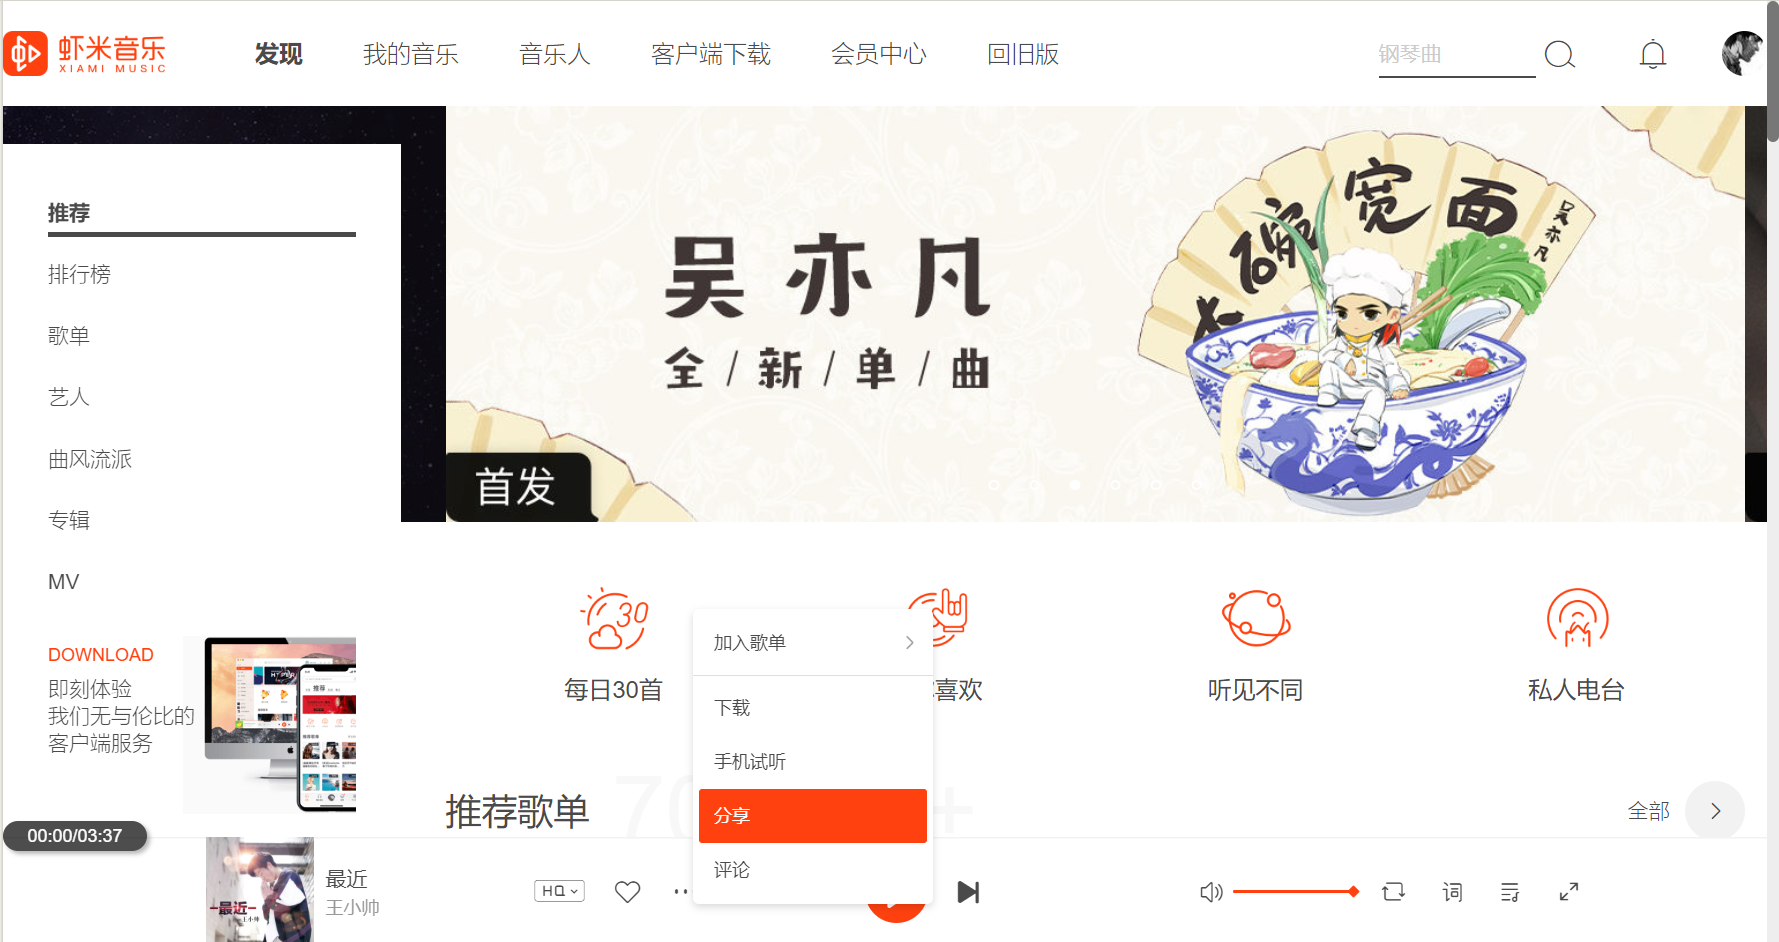 虾米音乐
XIAMI MUSIC
发现
我的音乐
音乐人
客户端下载
会员中心
回旧版
钢琴曲
推荐
排行榜
歌单
艺人
曲风流派
专辑
MV
DOWNLOAD
即刻体验
我们无与伦比的
客户端服务
吴亦凡
全/新/单/曲
宽面
吴亦凡
首发
每日30首
喜欢
听见不同
私人电台
加入歌单
下载
手机试听
分享
评论
推荐歌单
全部
00:00/03:37
最近
王小帅
最近
王小帅
HQ
词